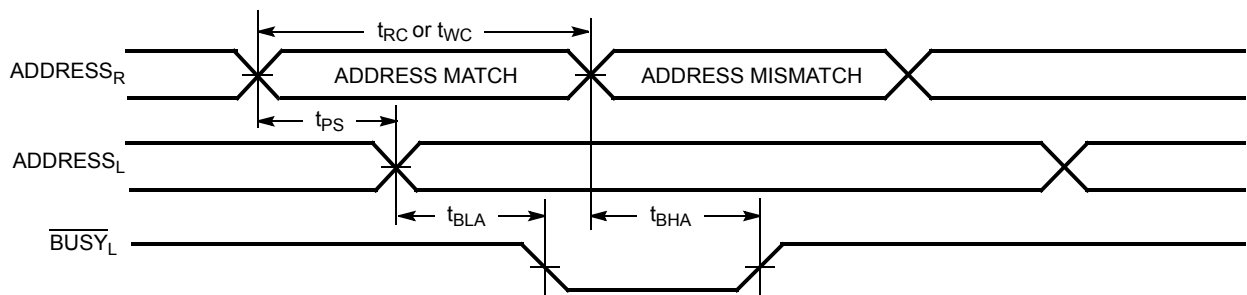 tRC or tWC
ADDRESSR
ADDRESS MATCH
ADDRESS MISMATCH
tPS
ADDRESSL
tBLA
tBHA
BUSYL